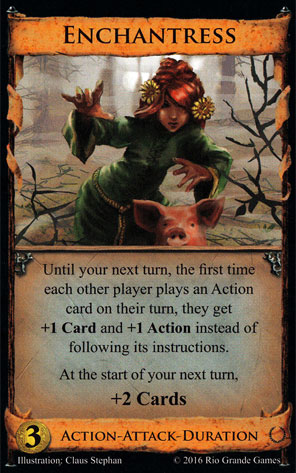 ENCHANTRESS
Until your next turn, the first time
each other player plays an Action
card on their turn, they get
+1 Card and +1 Action instead of
following its instructions.
At the start of your next turn,
+2 Cards
3 ACTION-ATTACK-DURATION
Illustration: Claus Stephan © 2016 Rio Grande Games